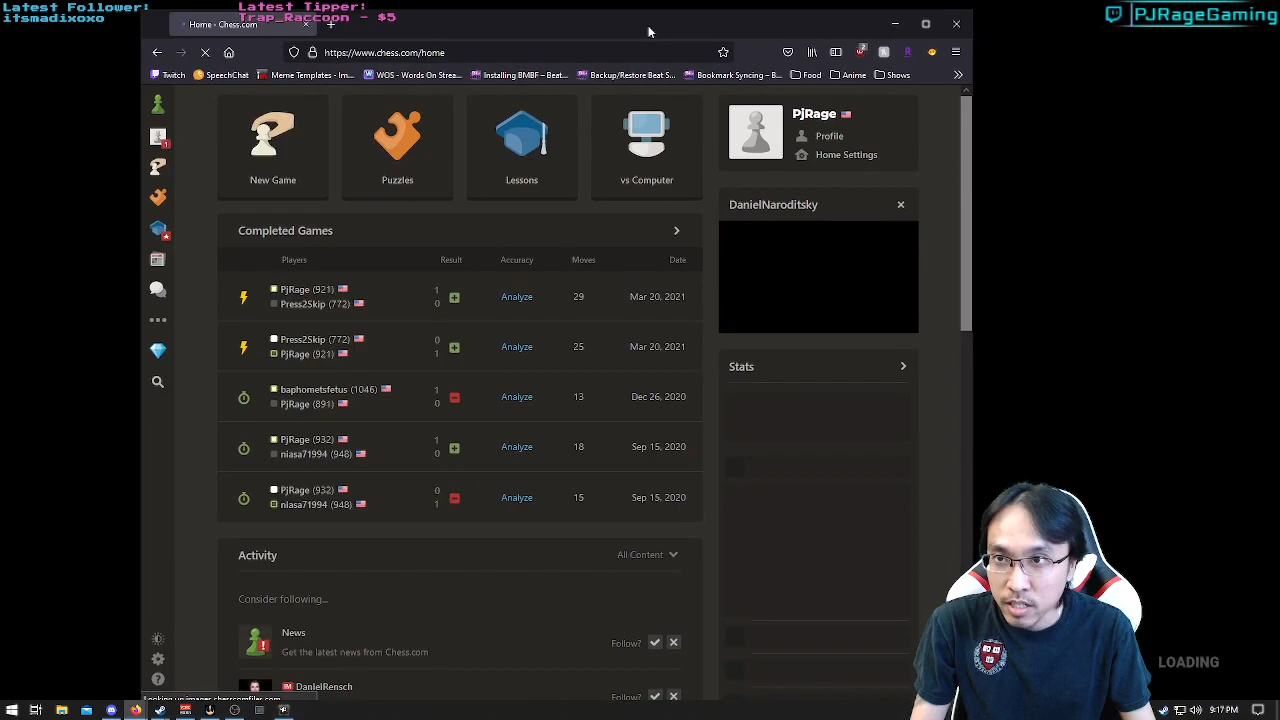 Latest Follower:
itsmadixoxo
Latest Tipper:
Trap_Raccoon - $5
PJRageGaming
Home - Chess.com
https://www.chess.com/home
Twitch
SpeechChat
Meme Templates - Im...
WOS - Words On Stre...
Installing BMBF - Beat...
Backup/Restore Beat S...
Bookmark Syncing - B...
Food
Anime
Shows
New Game
Puzzles
Lessons
vs Computer
PjRage
Profile
Home Settings
DanielNaroditsky
Completed Games
Players Result Accuracy Moves Date
PjRage (921) 1
Press2Skip (772) 0
Analyze 29 Mar 20, 2021
Press2Skip (772) 0
PjRage (921) 1
Analyze 25 Mar 20, 2021
baphometsfetus (1046) 1
PjRage (891) 0
Analyze 13 Dec 26, 2020
PjRage (932) 1
niasa71994 (948) 0
Analyze 18 Sep 15, 2020
PjRage (932) 0
niasa71994 (948) 1
Analyze 15 Sep 15, 2020
Stats
Activity
All Content
Consider following...
News
Get the latest news from Chess.com
Follow?
IM DanielRensch
Follow?
LOADING
9:17 PM